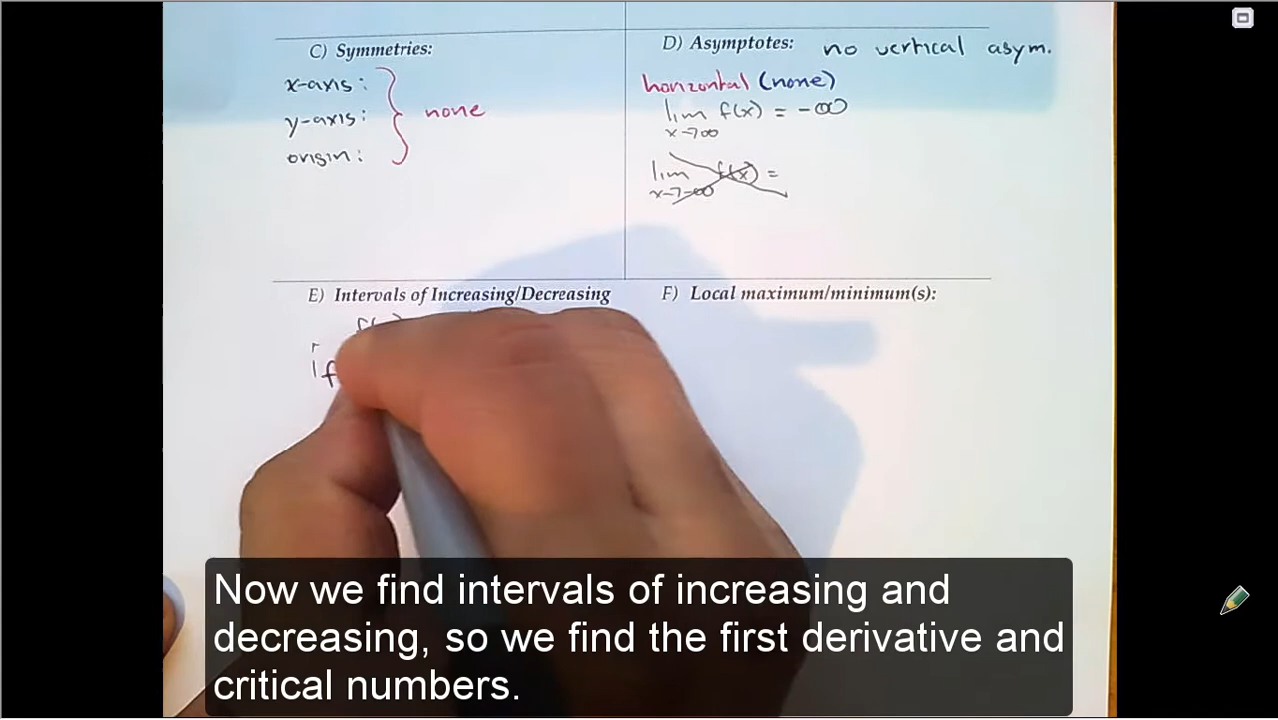 C) Symmetries:
x-axis:
y-axis:
origin:
none
D) Asymptotes: no vertical asym.
horizontal (none)
lim f(x) = -∞
x→∞
lim f(x) =
x→-∞
E) Intervals of Increasing/Decreasing
if
F) Local maximum/minimum(s):
Now we find intervals of increasing and
decreasing, so we find the first derivative and
critical numbers.